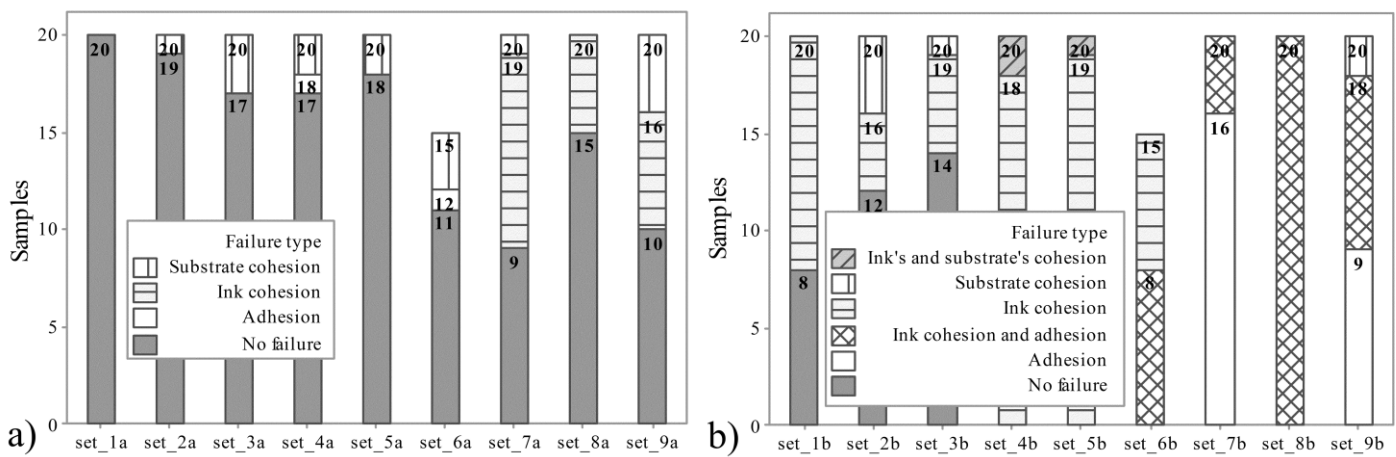 20
15
10
5
0
Samples
20
20
19
20
17
20
18
17
20
18
15
12
11
20
19
9
20
15
20
16
10
Failure type
Substrate cohesion
Ink cohesion
Adhesion
No failure
set_1a set_2a set_3a set_4a set_5a set_6a set_7a set_8a set_9a
a)
20
15
10
5
0
Samples
20
8
20
16
12
20
19
14
20
18
20
19
15
8
20
16
20
20
18
9
Failure type
Ink's and substrate's cohesion
Substrate cohesion
Ink cohesion
Ink cohesion and adhesion
Adhesion
No failure
set_1b set_2b set_3b set_4b set_5b set_6b set_7b set_8b set_9b
b)